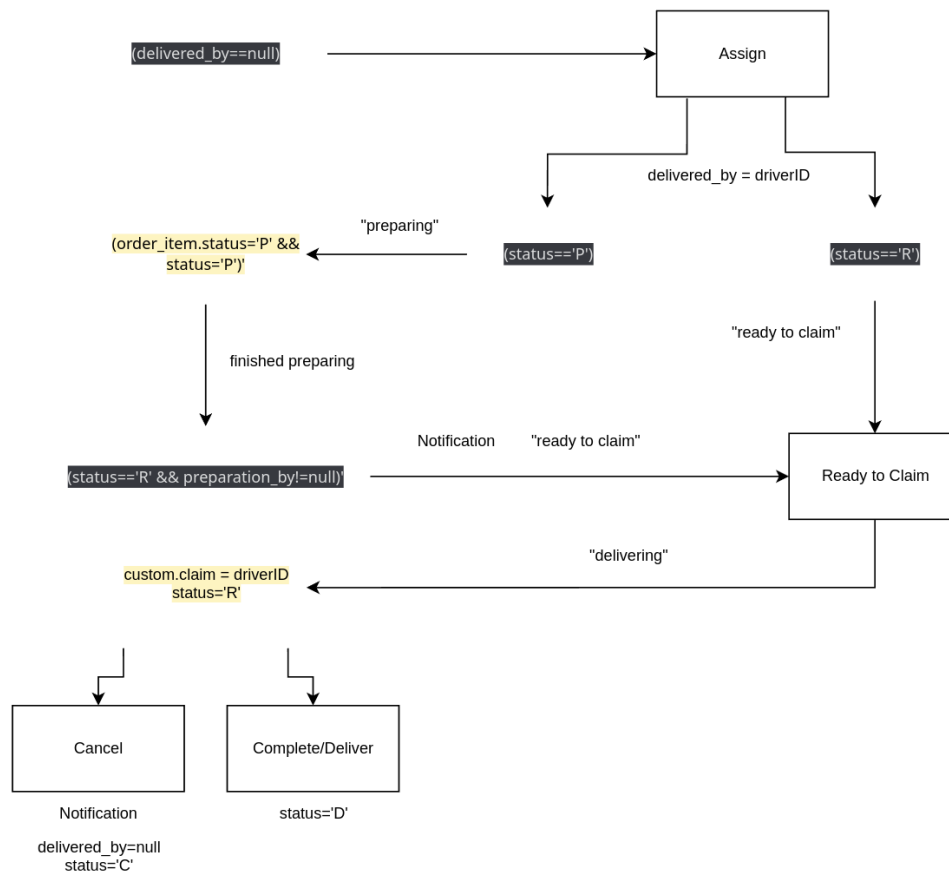 (delivered_by==null)
Assign
delivered_by = driverID
"preparing"
(order_item.status='P' &&
status='P')'
(status=='P')
(status=='R')
"ready to claim"
finished preparing
Notification
"ready to claim"
(status=='R' && preparation_by!=null)'
Ready to Claim
"delivering"
custom.claim = driverID
status='R'
Cancel
Complete/Deliver
Notification
status='D'
delivered_by=null
status='C'